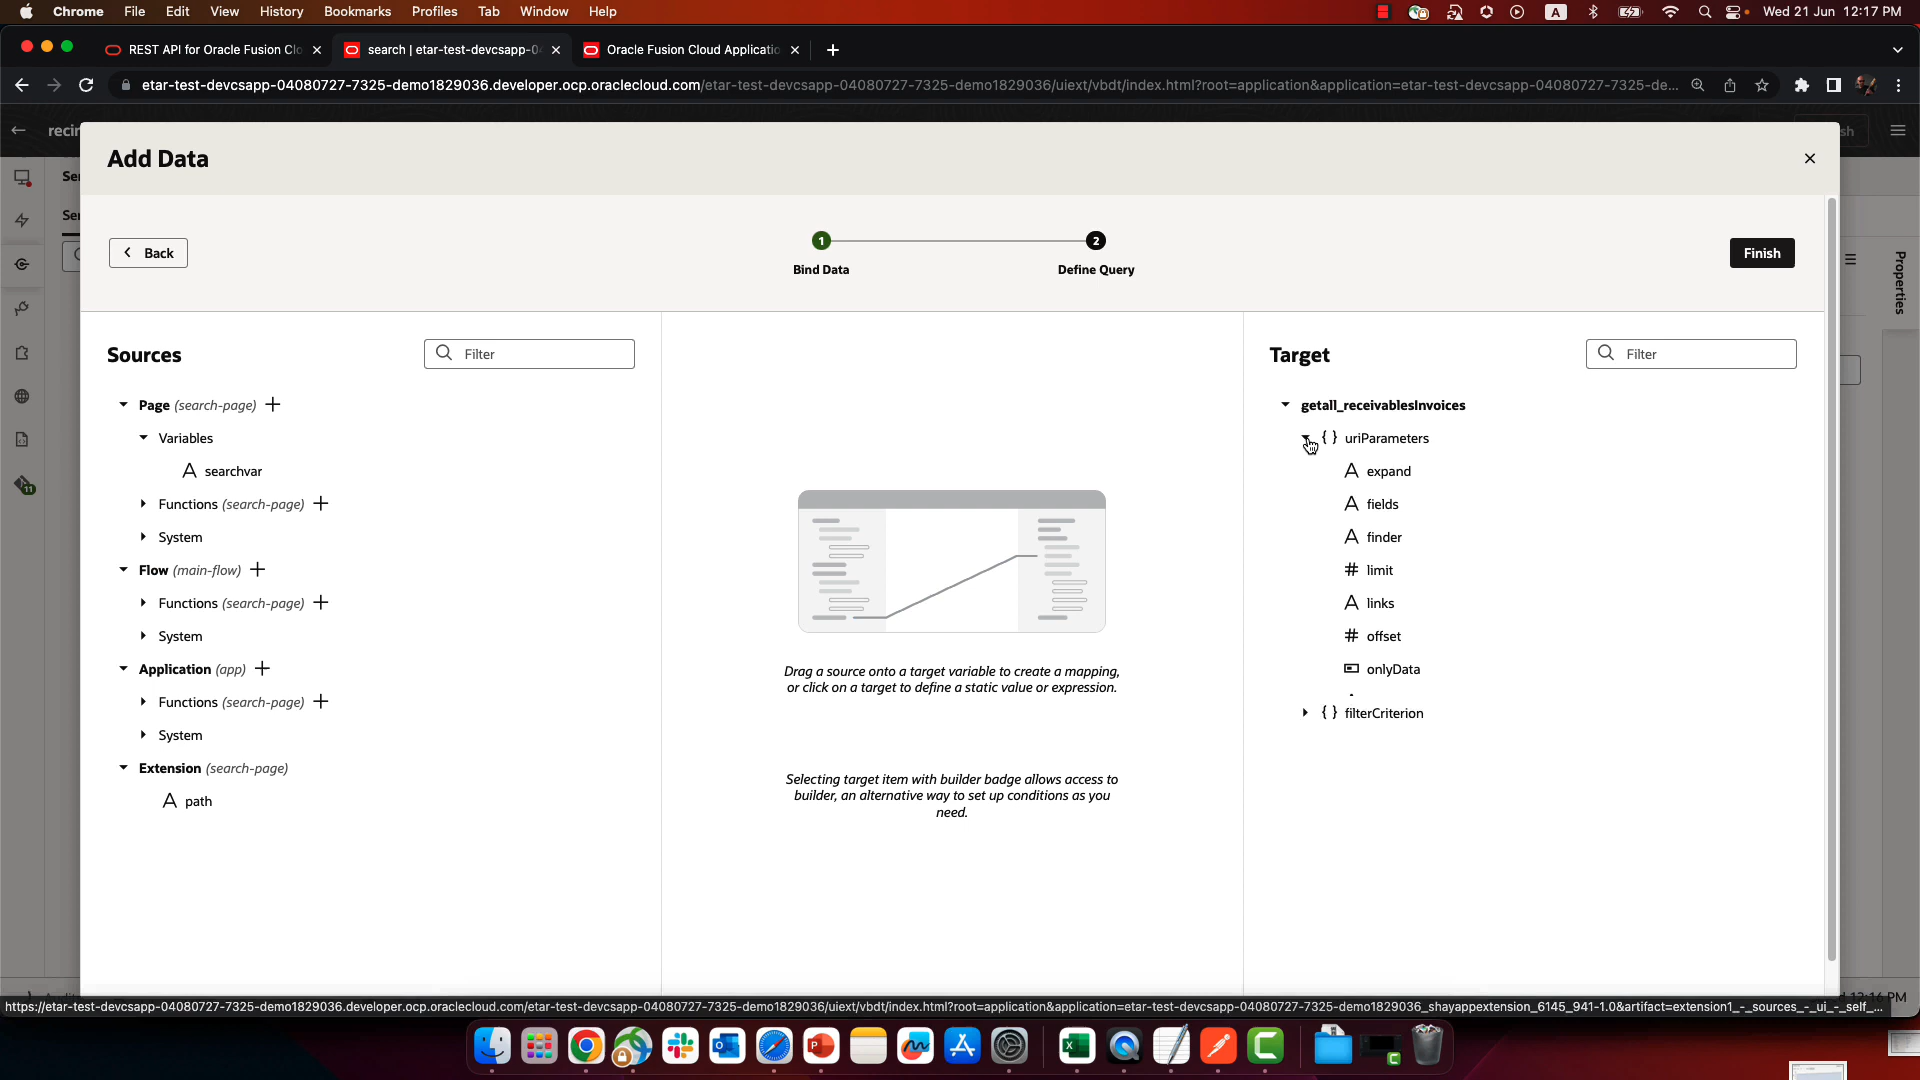 Chrome File Edit View History Bookmarks Profiles Tab Window Help A Wed 21 Jun 12:17 PM
REST API for Oracle Fusion Clo search | etar-test-devcsapp-0 Oracle Fusion Cloud Applicatio
etar-test-devcsapp-04080727-7325-demo1829036.developer.ocp.oraclecloud.com/etar-test-devcsapp-04080727-7325-demo1829036/uiext/vbdt/index.html?root=application&application=etar-test-devcsapp-04080727-7325-de...
Add Data
Back
1
2
Bind Data
Define Query
Finish
Properties
Sources
Filter
Page (search-page)
Variables
A searchvar
Functions (search-page)
System
Flow (main-flow)
Functions (search-page)
System
Application (app)
Functions (search-page)
System
Extension (search-page)
A path
Drag a source onto a target variable to create a mapping,
or click on a target to define a static value or expression.
Selecting target item with builder badge allows access to
builder, an alternative way to set up conditions as you
need.
Target
Filter
getall_receivablesInvoices
{ } uriParameters
A expand
A fields
A finder
# limit
A links
# offset
onlyData
{ } filterCriterion
11
https://etar-test-devcsapp-04080727-7325-demo1829036.developer.ocp.oraclecloud.com/etar-test-devcsapp-04080727-7325-demo1829036/uiext/vbdt/index.html?root=application&application=etar-test-devcsapp-04080727-7325-demo1829036_shayappextension_6145_941-1.0&artifact=extension1_-_sources_-_ui_-_self_...